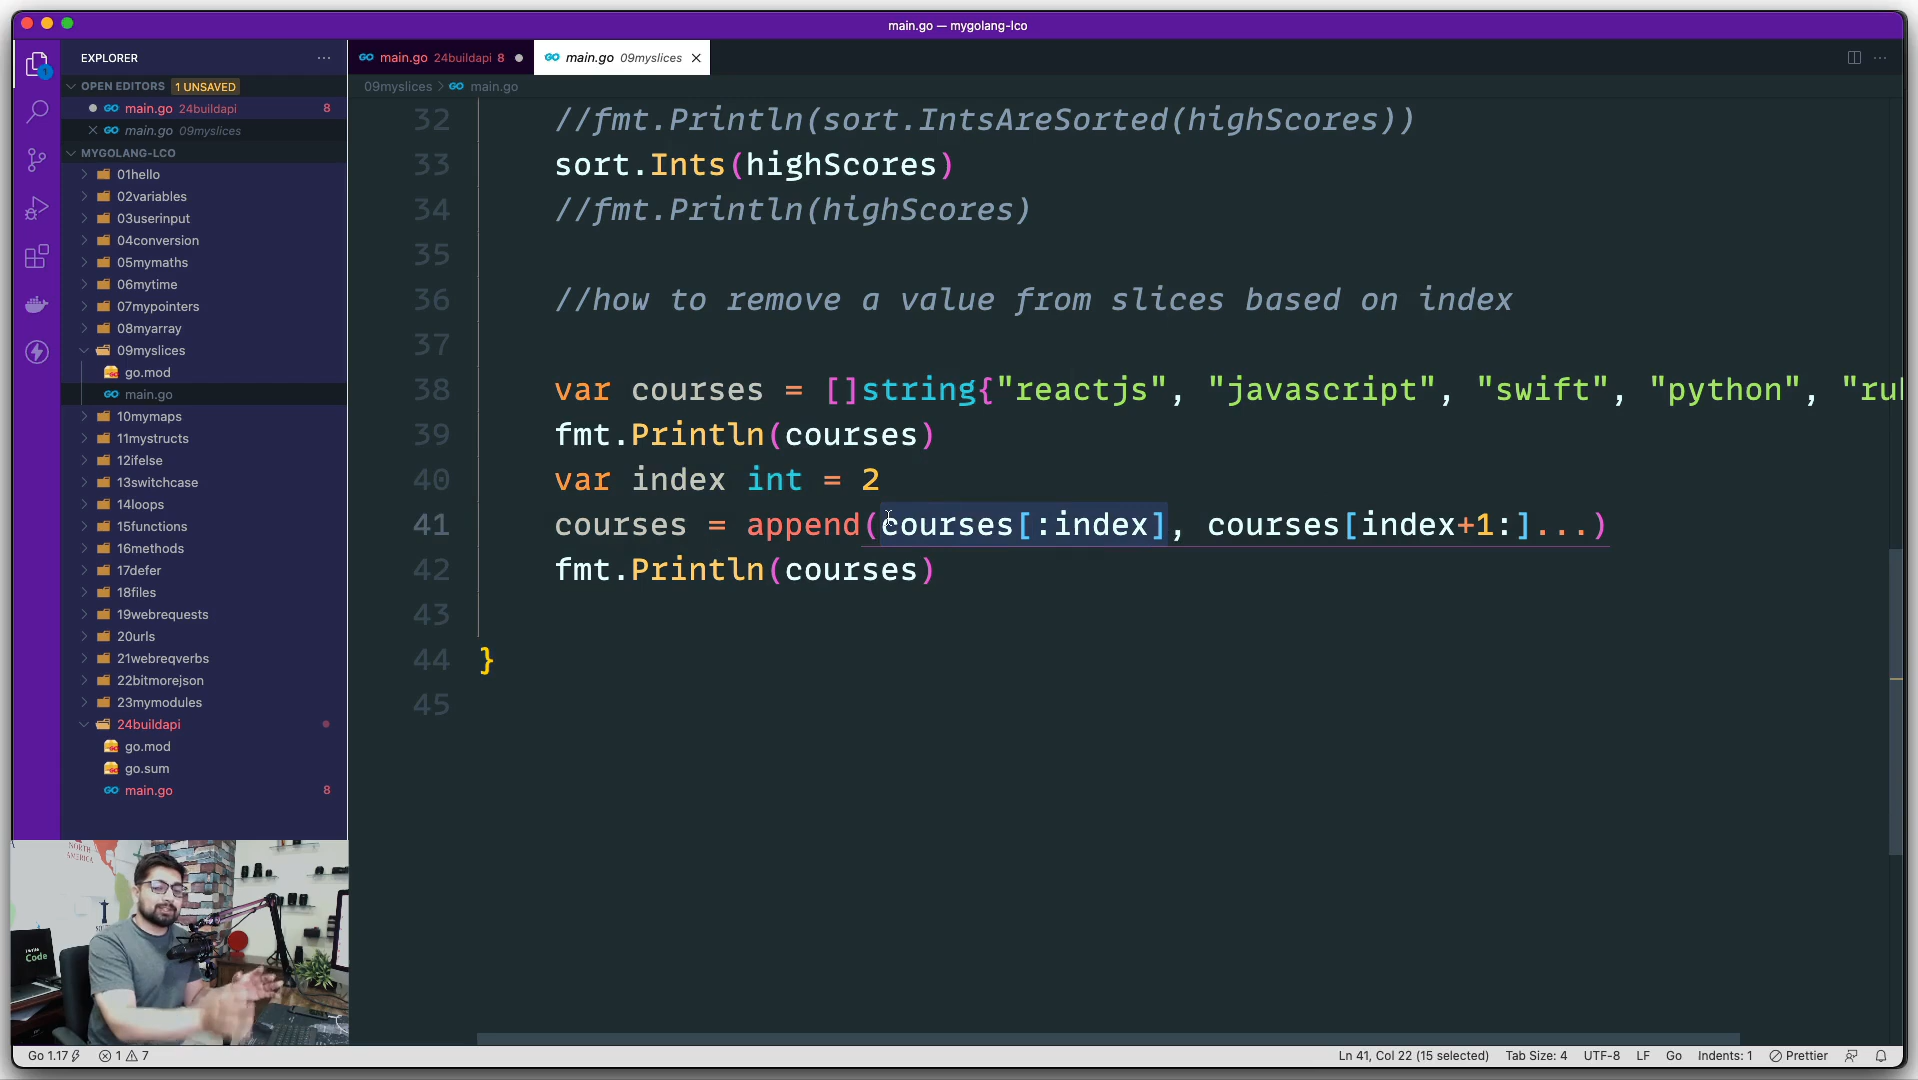 main.go — mygolang-lco
EXPLORER
main.go 24buildapi 8
main.go 09myslices
1
OPEN EDITORS 1 UNSAVED
09myslices > main.go
main.go 24buildapi 8
main.go 09myslices
MYGOLANG-LCO
01hello
02variables
03userinput
04conversion
05mymaths
06mytime
07mypointers
08myarray
09myslices
go.mod
main.go
10mymaps
11mystructs
12ifelse
13switchcase
14loops
15functions
16methods
17defer
18files
19webrequests
20urls
21webreqverbs
22bitmorejson
23mymodules
24buildapi
go.mod
go.sum
main.go 8
32 //fmt.Println(sort.IntsAreSorted(highScores))
33 sort.Ints(highScores)
34 //fmt.Println(highScores)
35
36 //how to remove a value from slices based on index
37
38 var courses = []string{"reactjs", "javascript", "swift", "python", "rub
39 fmt.Println(courses)
40 var index int = 2
41 courses = append(courses[:index], courses[index+1:]...)
42 fmt.Println(courses)
43
44 }
45
NORTH
AMERICA
Code
Go 1.17 1 7
Ln 41, Col 22 (15 selected) Tab Size: 4 UTF-8 LF Go Indents: 1 Prettier